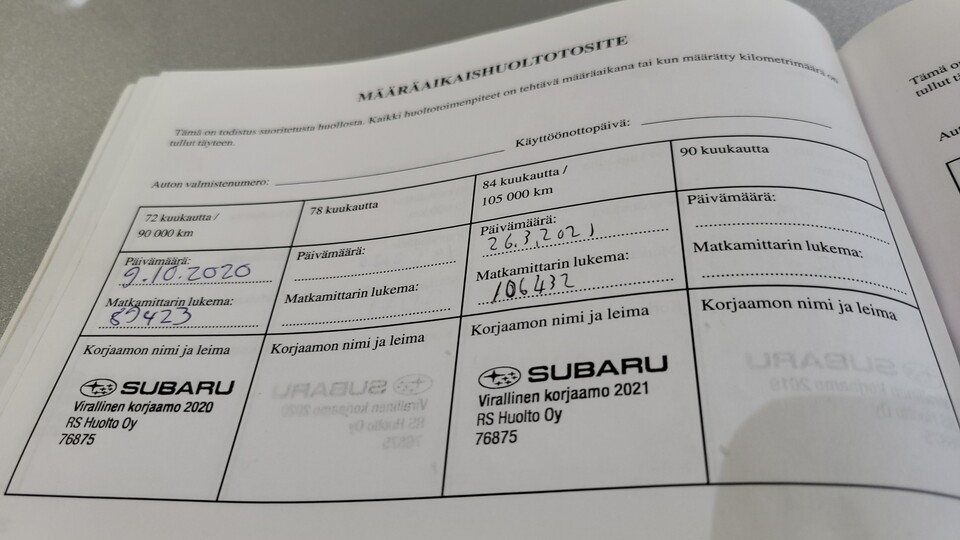 MÄÄRÄAIKAISHUOLTOTOSITE
Tämä on todistus suoritetusta huollosta. Kaikki huoltotoimenpiteet on tehtävä määräaikana tai kun määrätty kilometrimäärä on
tullut täyteen.
Auton valmistenumero:
Käyttöönottopäivä:
72 kuukautta /
90 000 km
Päivämäärä:
9.10.2020
Matkamittarin lukema:
89423
Korjaamon nimi ja leima
SUBARU
Virallinen korjaamo 2020
RS Huolto Oy
76875
78 kuukautta
Päivämäärä:
Matkamittarin lukema:
Korjaamon nimi ja leima
84 kuukautta /
105 000 km
Päivämäärä:
26.3.2021
Matkamittarin lukema:
106432
Korjaamon nimi ja leima
SUBARU
Virallinen korjaamo 2021
RS Huolto Oy
76875
90 kuukautta
Päivämäärä:
Matkamittarin lukema:
Korjaamon nimi ja leima
Tämä
tullut